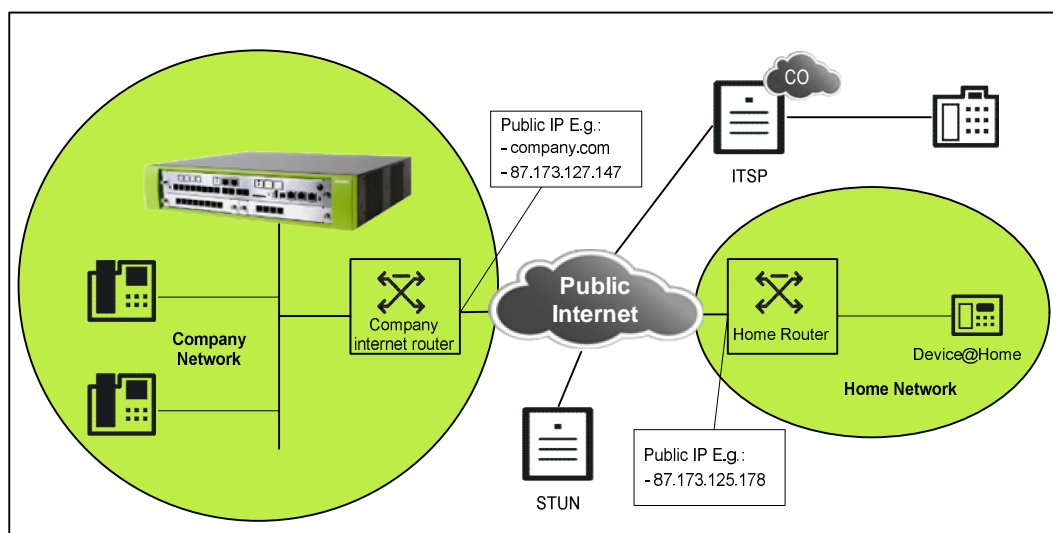 CO
Public IP E.g.:
- company.com
- 87.173.127.147
ITSP
Public
Internet
Company
internet router
Home Router
Company
Network
Device@Home
Home Network
Public IP E.g.:
- 87.173.125.178
STUN